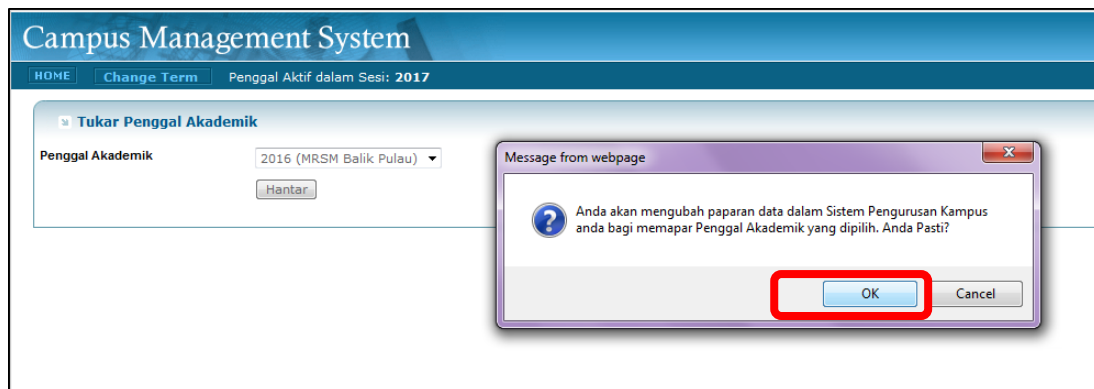 Campus Management System
HOME Change Term Penggal Aktif dalam Sesi: 2017
Tukar Penggal Akademik
Penggal Akademik 2016 (MRSM Balik Pulau)
Hantar
Message from webpage
Anda akan mengubah paparan data dalam Sistem Pengurusan Kampus
anda bagi memapar Penggal Akademik yang dipilih. Anda Pasti?
OK Cancel